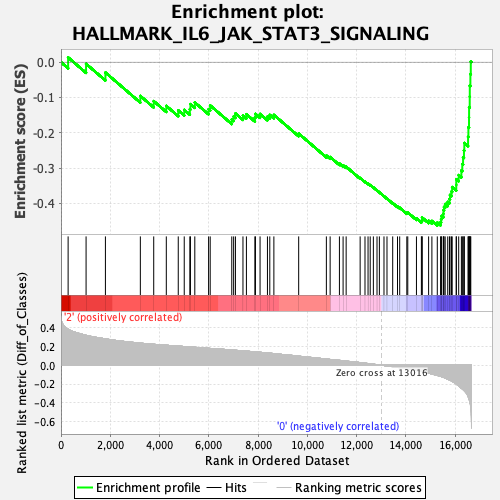 Enrichment plot:
HALLMARK_IL6_JAK_STAT3_SIGNALING
Enrichment score (ES)
0.0
-0.1
-0.2
-0.3
-0.4
'2' (positively correlated)
Ranked list metric (Diff_of_Classes)
0.4
0.2
0.0
-0.2
-0.4
-0.6
Zero cross at 13016
'0' (negatively correlated)
0
2,000
4,000
6,000
8,000
10,000
12,000
14,000
16,000
Rank in Ordered Dataset
Enrichment profile
Hits
Ranking metric scores